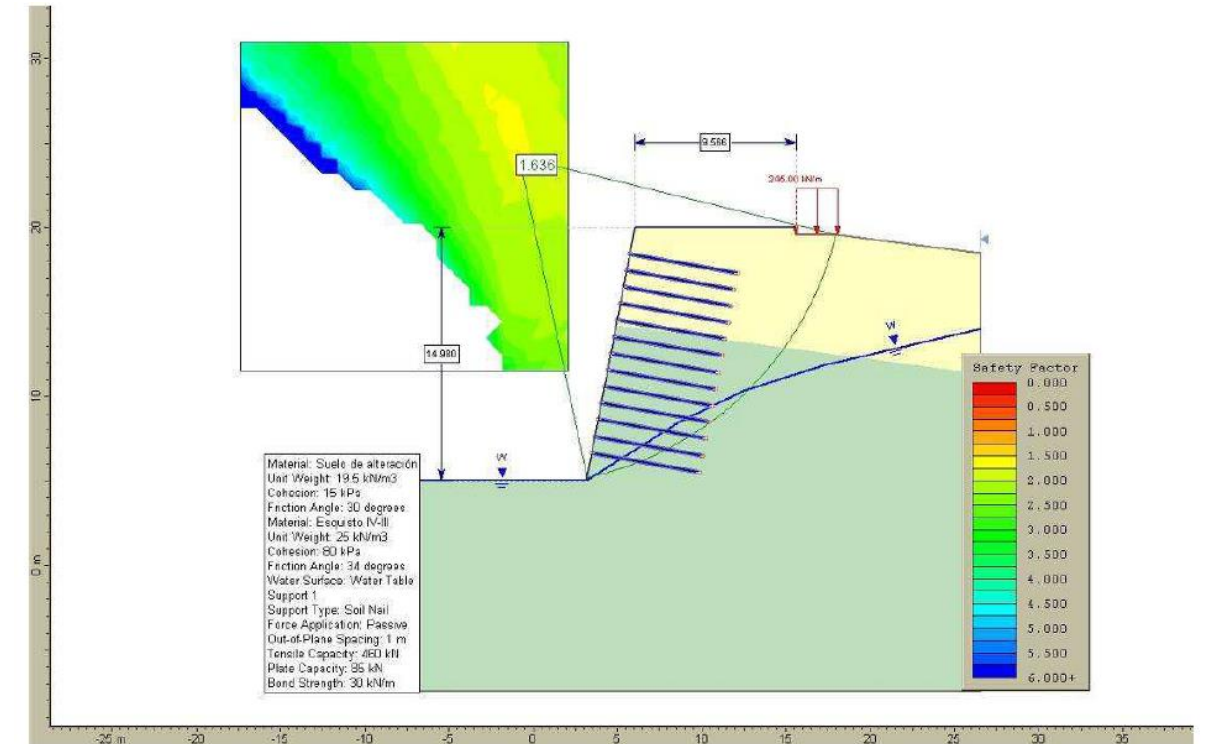 30
20
10
0 m
1.636
9.586
245.00 kN/m
14.980
W
W
Material: Suelo de alteración
Unit Weight: 19.5 kN/m3
Cohesion: 15 kPa
Friction Angle: 30 degrees
Material: Esquisto IV-III
Unit Weight: 25 kN/m3
Cohesion: 80 kPa
Friction Angle: 34 degrees
Water Surface: Water Table
Support 1
Support Type: Soil Nail
Force Application: Passive
Out-of-Plane Spacing: 1 m
Tensile Capacity: 460 kN
Plate Capacity: 85 kN
Bond Strength: 30 kN/m
Safety Factor
0.000
0.500
1.000
1.500
2.000
2.500
3.000
3.500
4.000
4.500
5.000
5.500
6.000+
-25 m
-20
-15
-10
-5
0
5
10
15
20
25
30
35